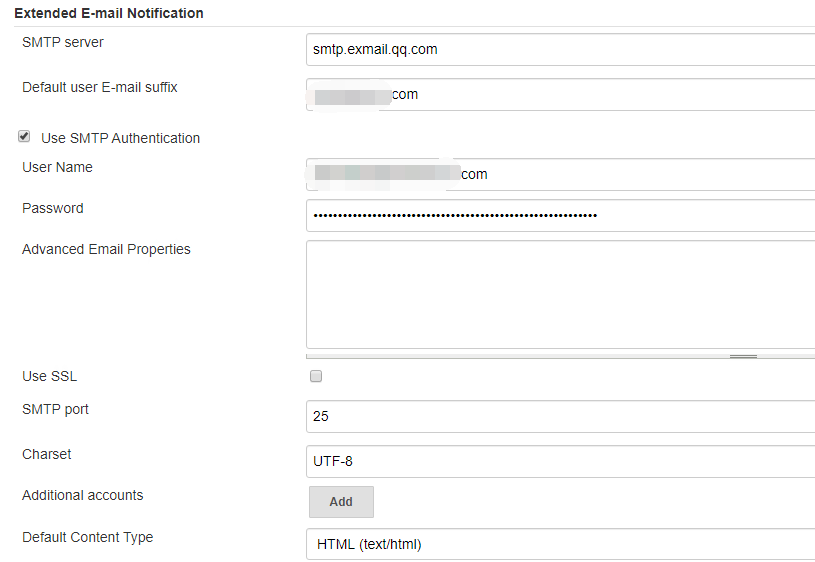 Extended E-mail Notification
SMTP server
smtp.exmail.qq.com
Default user E-mail suffix
com
Use SMTP Authentication
User Name
com
Password
Advanced Email Properties
Use SSL
SMTP port
25
Charset
UTF-8
Additional accounts
Add
Default Content Type
HTML (text/html)